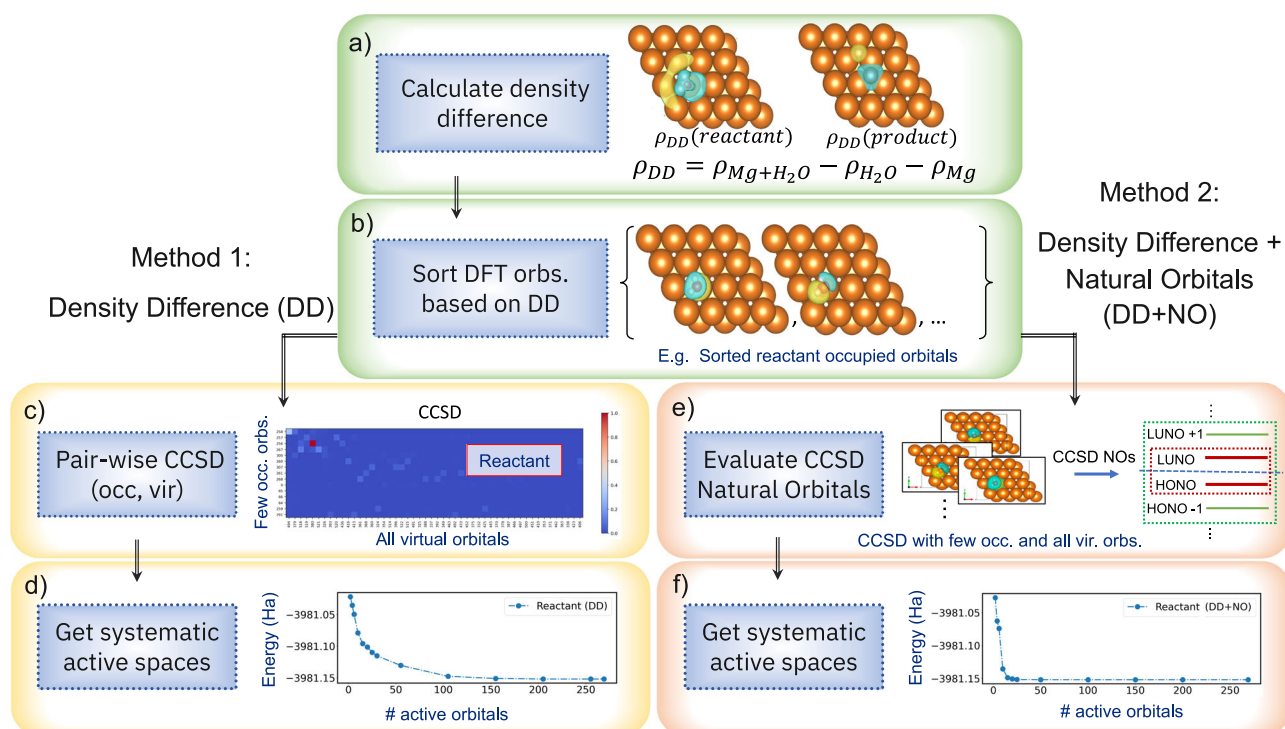 a)
Calculate density
difference
ρ_DD(reactant)
ρ_DD(product)
ρ_DD = ρ_Mg+H₂O − ρ_H₂O − ρ_Mg
Method 1:
Density Difference (DD)
Method 2:
Density Difference +
Natural Orbitals
(DD+NO)
b)
Sort DFT orbs.
based on DD
, , ...
E.g. Sorted reactant occupied orbitals
c)
Pair-wise CCSD
(occ, vir)
CCSD
Few occ. orbs.
Reactant
All virtual orbitals
1.0
0.8
0.6
0.4
0.2
0.0
e)
Evaluate CCSD
Natural Orbitals
CCSD NOs
LUNO +1
LUNO
HONO
HONO -1
CCSD with few occ. and all vir. orbs.
d)
Get systematic
active spaces
Energy (Ha)
−3981.05
−3981.10
−3981.15
Reactant (DD)
0 50 100 150 200 250
# active orbitals
f)
Get systematic
active spaces
Energy (Ha)
−3981.05
−3981.10
−3981.15
Reactant (DD+NO)
0 50 100 150 200 250
# active orbitals